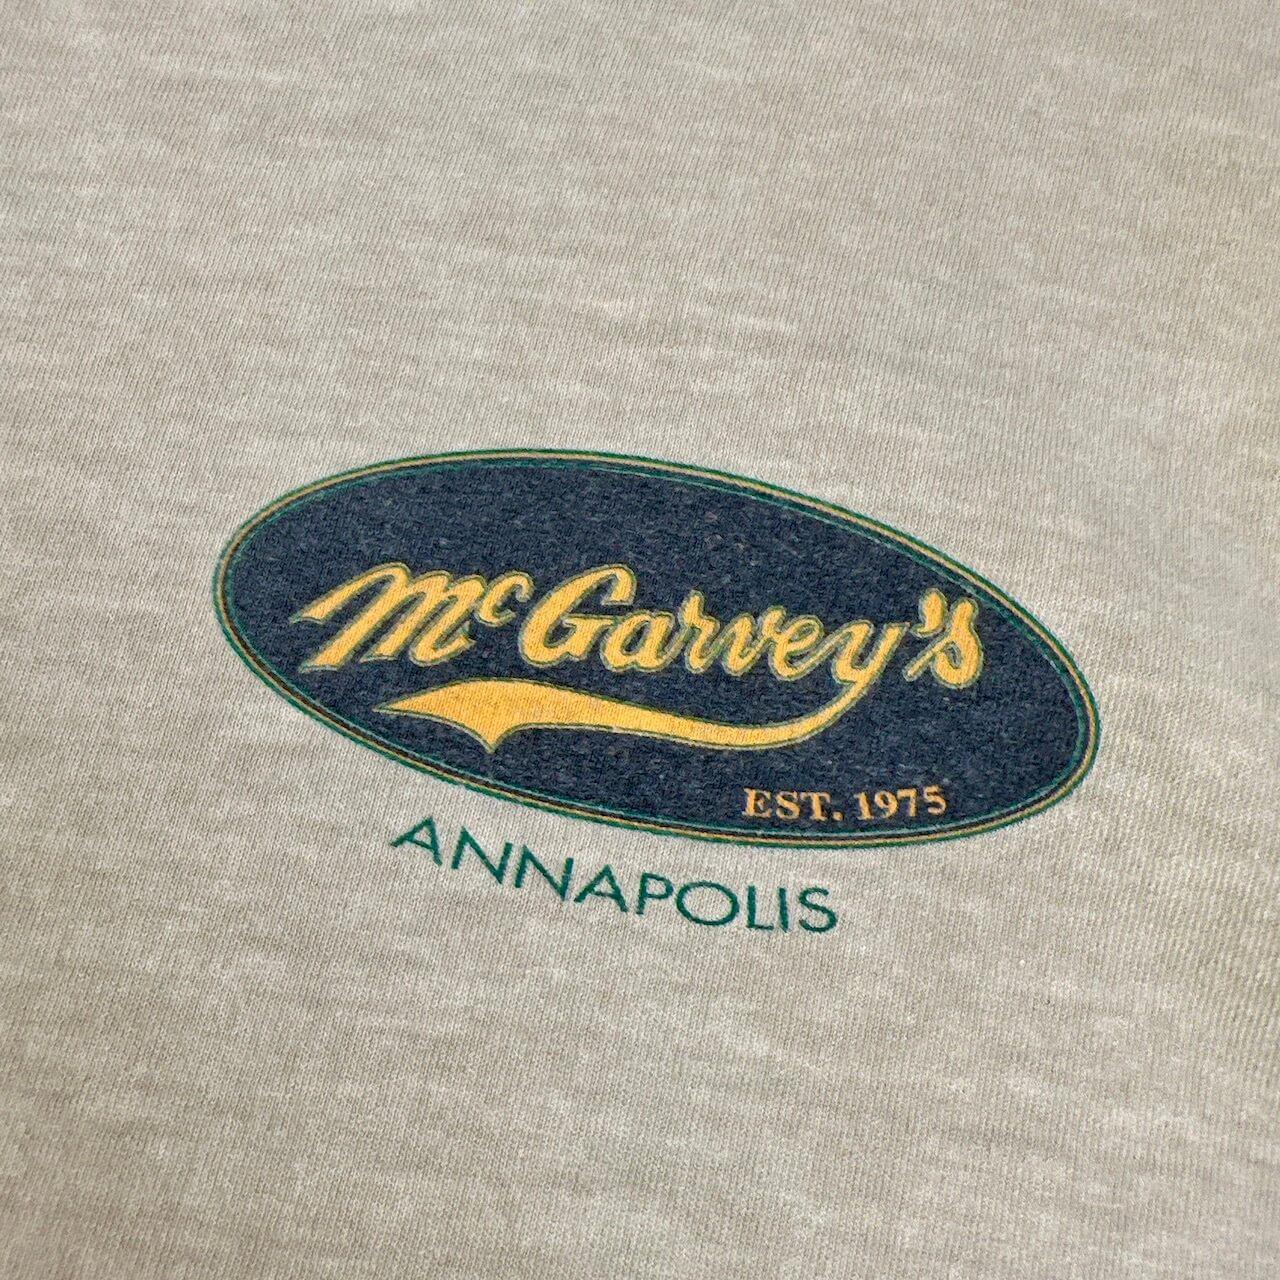 McGarvey's
EST. 1975
ANNAPOLIS